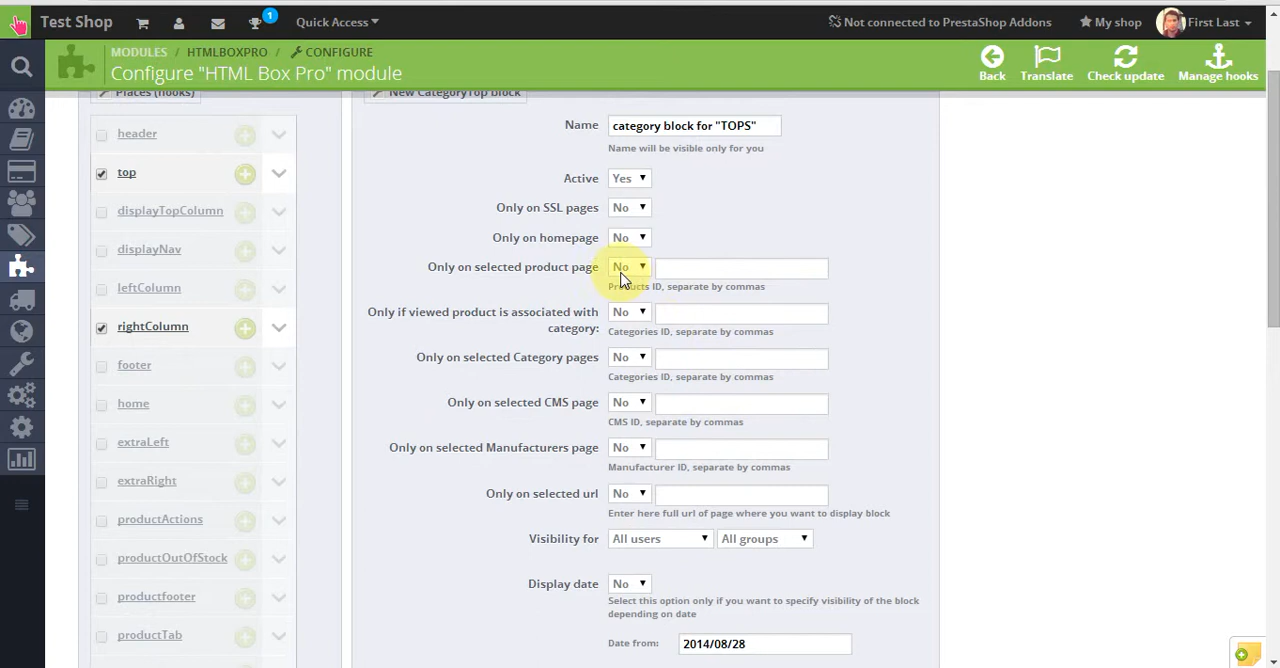 Test Shop 1 Quick Access Not connected to PrestaShop Addons My shop First Last
MODULES / HTMLBOXPRO / CONFIGURE
Configure "HTML Box Pro" module
Back Translate Check update Manage hooks
Places (hooks)
header
top
displayTopColumn
displayNav
leftColumn
rightColumn
footer
home
extraLeft
extraRight
productActions
productOutOfStock
productfooter
productTab
New CategoryTop block
Name category block for "TOPS"
Name will be visible only for you
Active Yes
Only on SSL pages No
Only on homepage No
Only on selected product page No
Products ID, separate by commas
Only if viewed product is associated with
category: No
Categories ID, separate by commas
Only on selected Category pages No
Categories ID, separate by commas
Only on selected CMS page No
CMS ID, separate by commas
Only on selected Manufacturers page No
Manufacturer ID, separate by commas
Only on selected url No
Enter here full url of page where you want to display block
Visibility for All users All groups
Display date No
Select this option only if you want to specify visibility of the block
depending on date
Date from: 2014/08/28